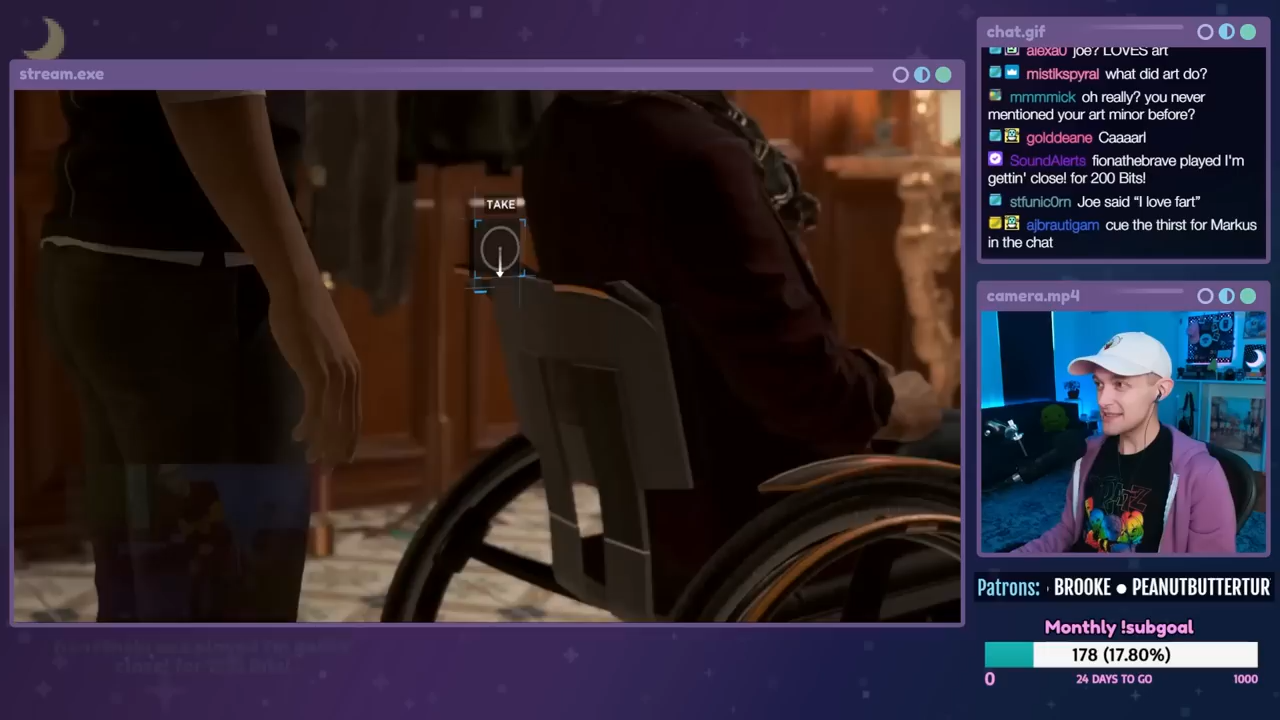 stream.exe
TAKE
chat.gif
alexa0 joe? LOVES art
mistikspyral what did art do?
mmmmick oh really? you never
mentioned your art minor before?
golddeane Caaaarl
SoundAlerts fionathebrave played I'm
gettin' close! for 200 Bits!
stfunic0rn Joe said “I love fart”
ajbrautigam cue the thirst for Markus
in the chat
camera.mp4
Patrons: BROOKE ● PEANUTBUTTERTUR
Monthly !subgoal
178 (17.80%)
0 24 DAYS TO GO 1000